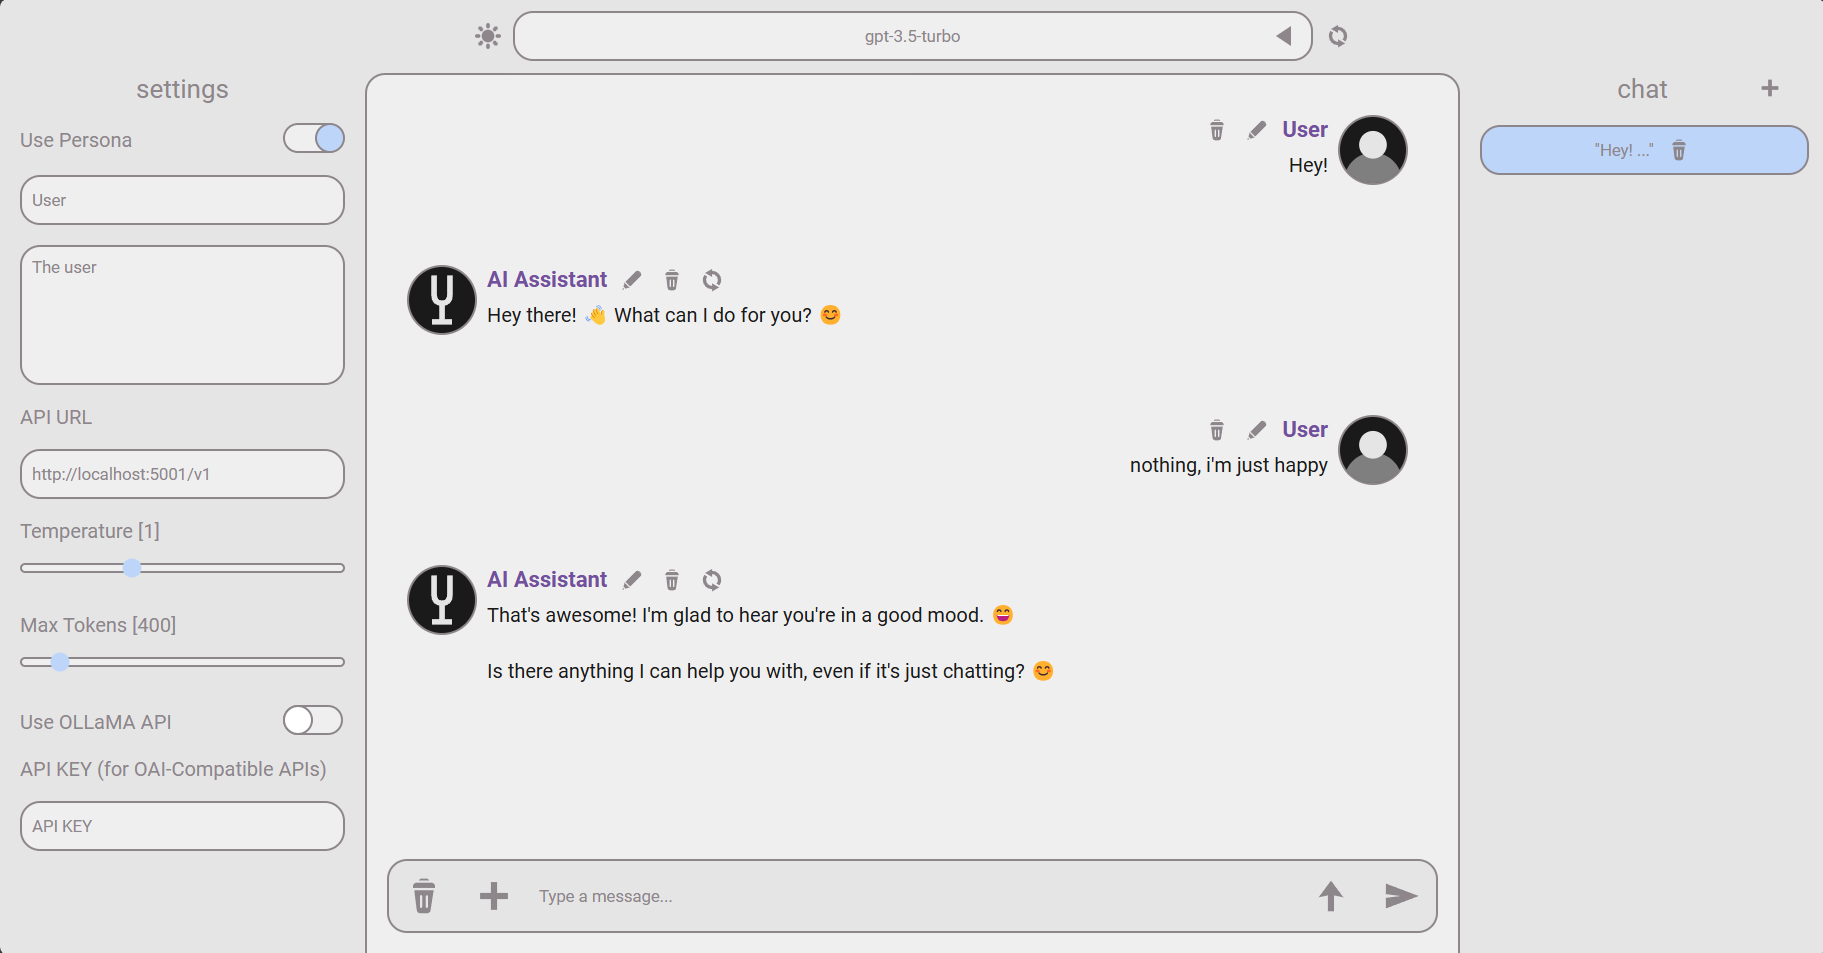 gpt-3.5-turbo
settings
Use Persona
User
The user
API URL
http://localhost:5001/v1
Temperature [1]
Max Tokens [400]
Use OLLaMA API
API KEY (for OAI-Compatible APIs)
API KEY
User
Hey!
AI Assistant
Hey there! 👋 What can I do for you? 😊
User
nothing, i'm just happy
AI Assistant
That's awesome! I'm glad to hear you're in a good mood. 😄
Is there anything I can help you with, even if it's just chatting? 😊
Type a message...
chat
"Hey! ..."